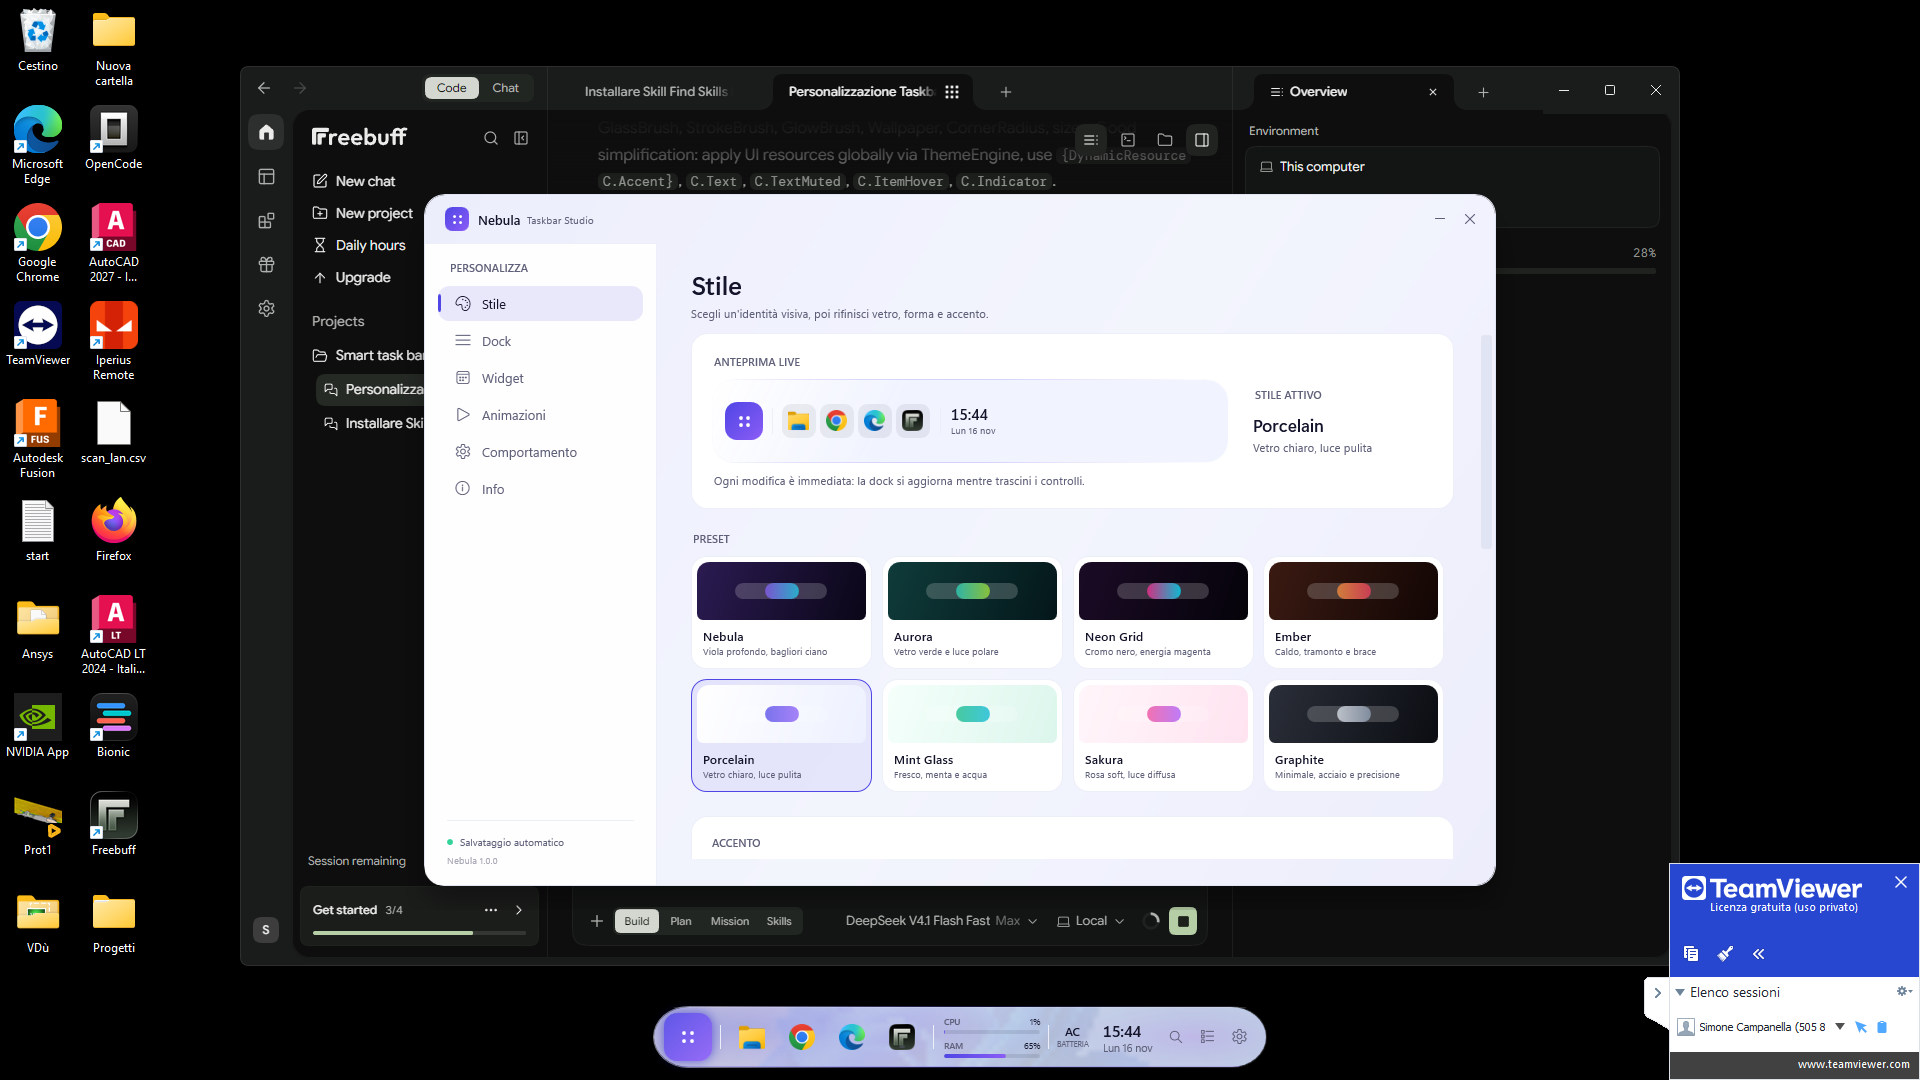 Cestino
Nuova cartella
Microsoft Edge
OpenCode
Google Chrome
AutoCAD 2027 - I...
TeamViewer
Iperius Remote
Autodesk Fusion
scan_lan.csv
start
Firefox
Ansys
AutoCAD LT 2024 - Itali...
NVIDIA App
Bionic
Prot1
Freebuff
VDù
Progetti
Code
Chat
Installare Skill Find Skills
Personalizzazione Taskb
Overview
Freebuff
New chat
New project
Daily hours
Upgrade
Projects
Smart task bar
Personalizza
Installare Ski
Session remaining
Get started 3/4
S
GlassBrush, StrokeBrush, GlowBrush, Wallpaper, CornerRadius,
simplification: apply UI resources globally via ThemeEngine, use {DynamicResource
C.Accent}, C.Text, C.TextMuted, C.ItemHover, C.Indicator.
Environment
This computer
28%
Nebula Taskbar Studio
PERSONALIZZA
Stile
Dock
Widget
Animazioni
Comportamento
Info
Salvataggio automatico
Nebula 1.0.0
Stile
Scegli un'identità visiva, poi rifinisci vetro, forma e accento.
ANTEPRIMA LIVE
15:44
Lun 16 nov
STILE ATTIVO
Porcelain
Vetro chiaro, luce pulita
Ogni modifica è immediata: la dock si aggiorna mentre trascini i controlli.
PRESET
Nebula
Viola profondo, bagliori ciano
Aurora
Vetro verde e luce polare
Neon Grid
Cromo nero, energia magenta
Ember
Caldo, tramonto e brace
Porcelain
Vetro chiaro, luce pulita
Mint Glass
Fresco, menta e acqua
Sakura
Rosa soft, luce diffusa
Graphite
Minimale, acciaio e precisione
ACCENTO
Build
Plan
Mission
Skills
DeepSeek V4.1 Flash Fast Max
Local
CPU 1%
RAM 65%
AC
BATTERIA
15:44
Lun 16 nov
TeamViewer
Licenza gratuita (uso privato)
Elenco sessioni
Simone Campanella (505 8
www.teamviewer.com